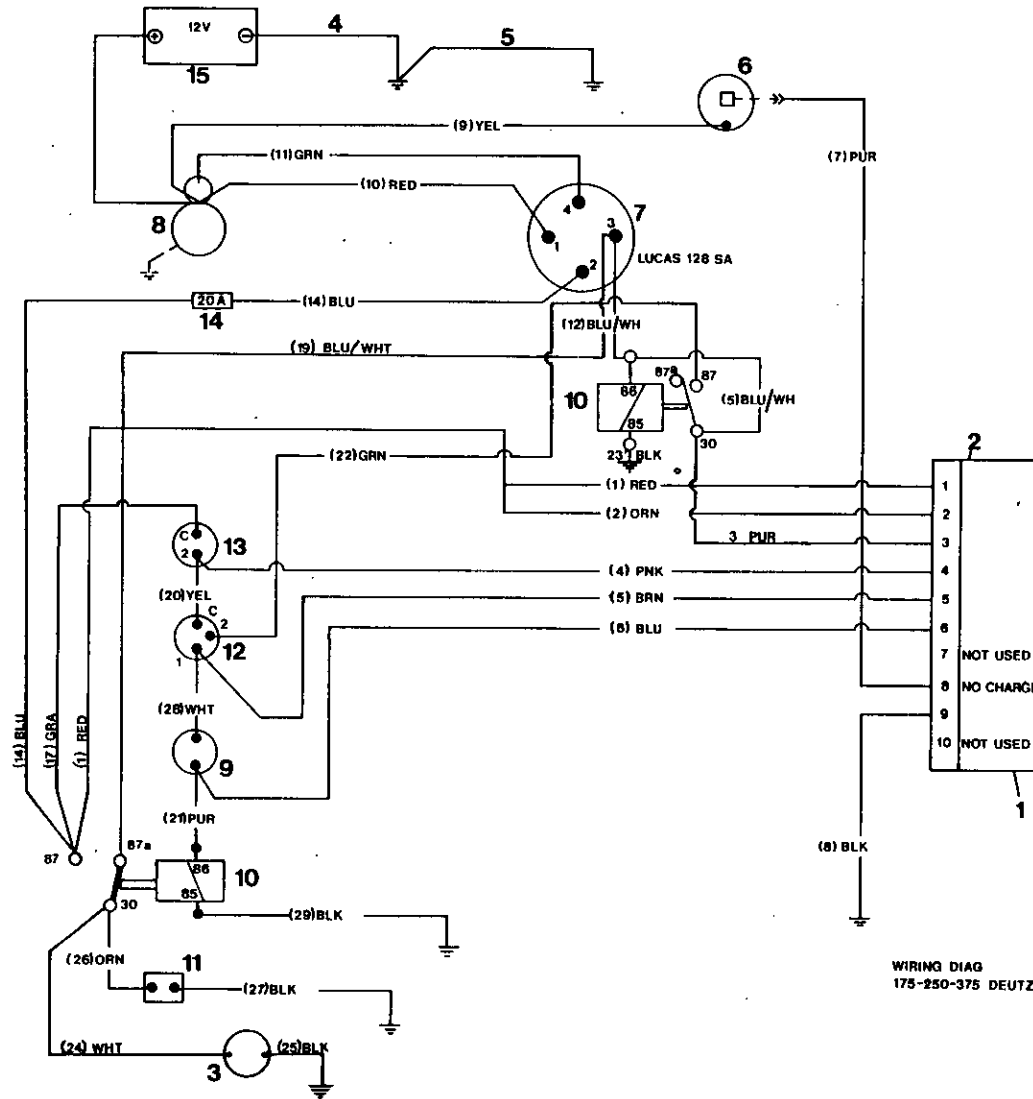 12V
15
4
5
6
(9) YEL
(7) PUR
(11) GRN
(10) RED
8
4
7
3
1
2
LUCAS 128 SA
20 A
14
(14) BLU
(12) BLU/WH
(19) BLU/WHT
87a
87
10
86
85
(5) BLU/WH
30
23 BLK
(22) GRN
(1) RED
(2) ORN
3 PUR
(4) PNK
(5) BRN
(6) BLU
2
1
2
3
4
5
6
7 NOT USED
8 NO CHARGE
9
10 NOT USED
1
C
2
13
(20) YEL
C
2
1
12
(28) WHT
9
(21) PUR
(14) BLU
(17) GRA
(1) RED
87
87a
86
85
10
30
(29) BLK
(8) BLK
(26) ORN
11
(27) BLK
(24) WHT
3
(25) BLK
WIRING DIAG
175-250-375 DEUTZ